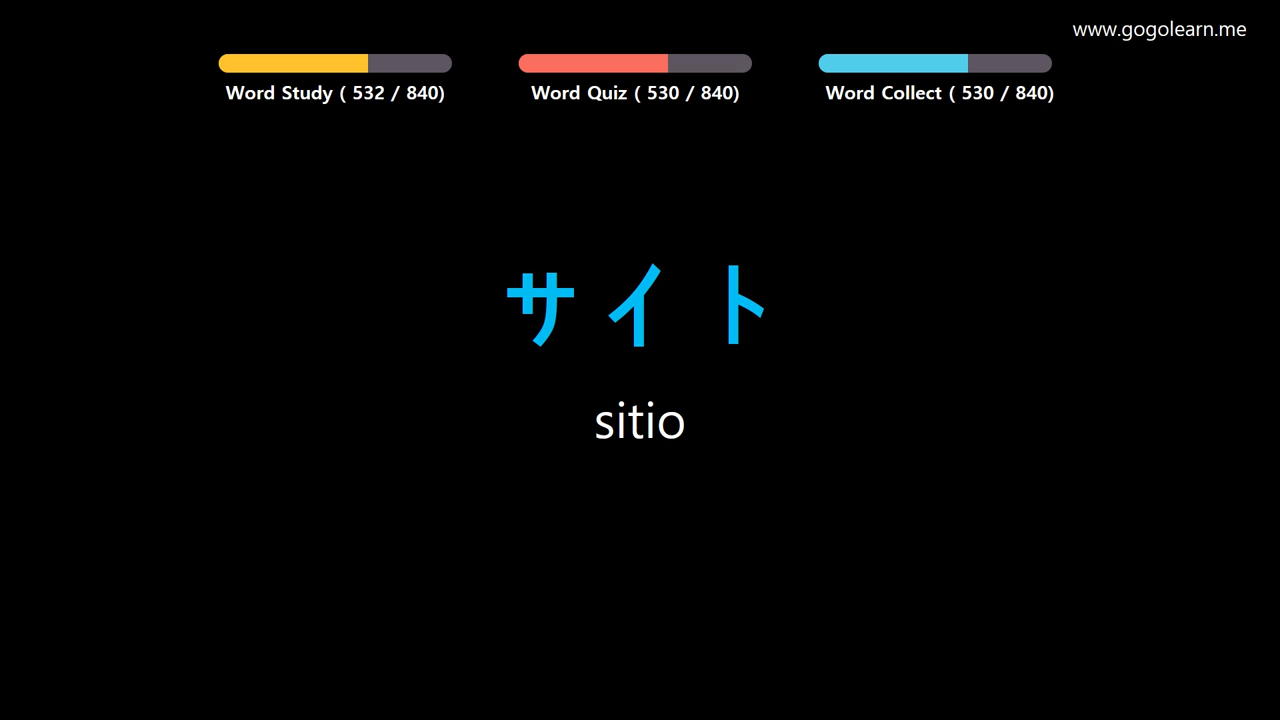 www.gogolearn.me
Word Study ( 532 / 840)
Word Quiz ( 530 / 840)
Word Collect ( 530 / 840)
サイト
sitio